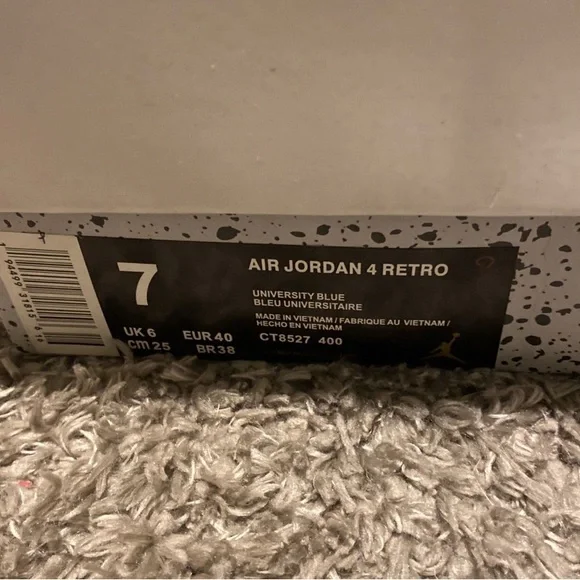 7
UK 6 EUR 40
cm 25 BR 38
AIR JORDAN 4 RETRO
UNIVERSITY BLUE
BLEU UNIVERSITAIRE
MADE IN VIETNAM / FABRIQUE AU VIETNAM /
HECHO EN VIETNAM
CT8527 400